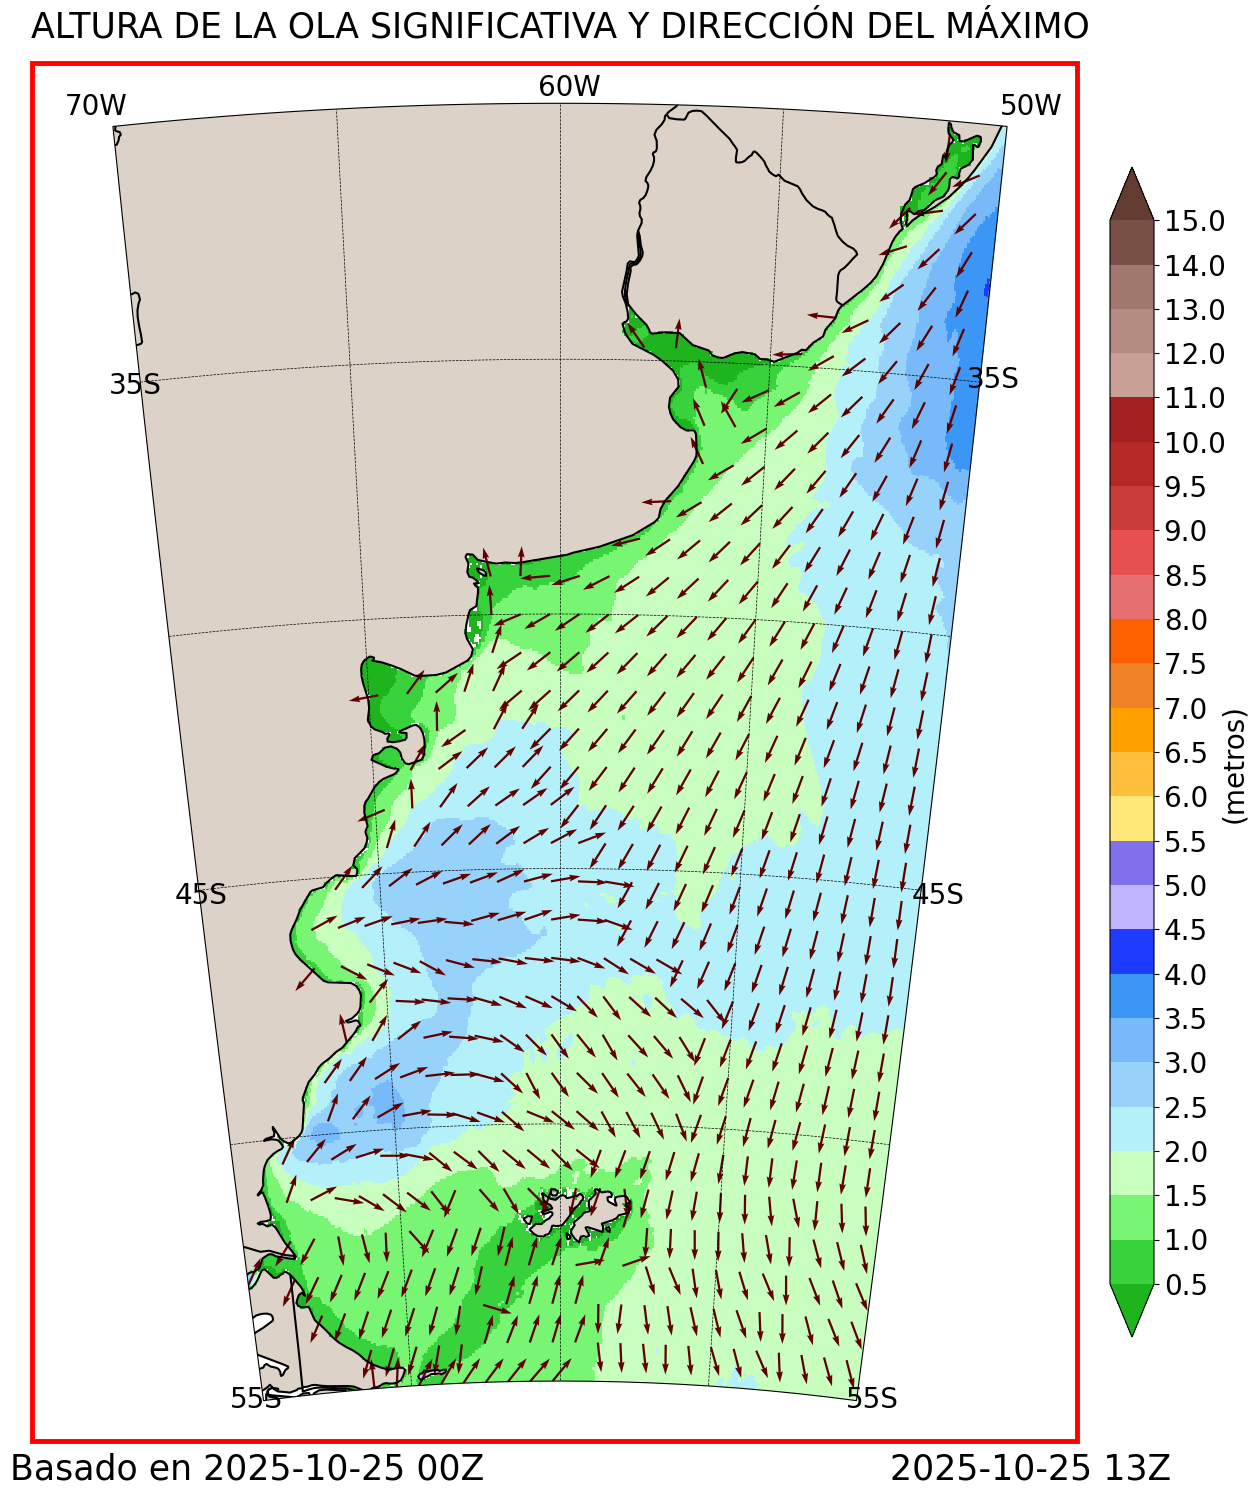 ALTURA DE LA OLA SIGNIFICATIVA Y DIRECCIÓN DEL MÁXIMO
70W
60W
50W
35S
35S
45S
45S
55S
55S
15.0
14.0
13.0
12.0
11.0
10.0
9.5
9.0
8.5
8.0
7.5
7.0
6.5
6.0
5.5
5.0
4.5
4.0
3.5
3.0
2.5
2.0
1.5
1.0
0.5
(metros)
Basado en 2025-10-25 00Z
2025-10-25 13Z